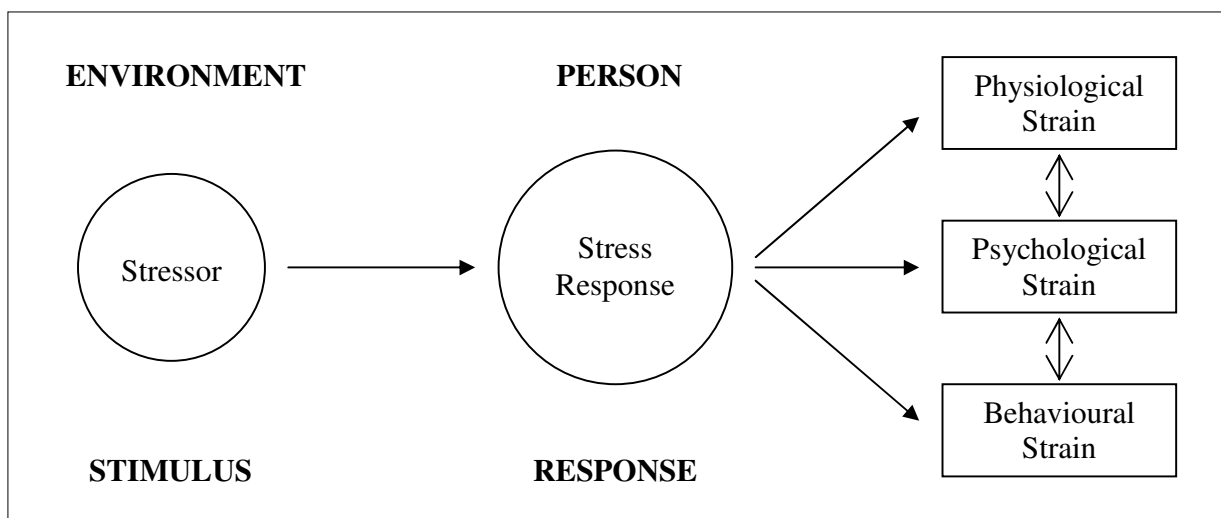 ENVIRONMENT
PERSON
Physiological
Strain
Stressor
Stress
Response
Psychological
Strain
Behavioural
Strain
STIMULUS
RESPONSE